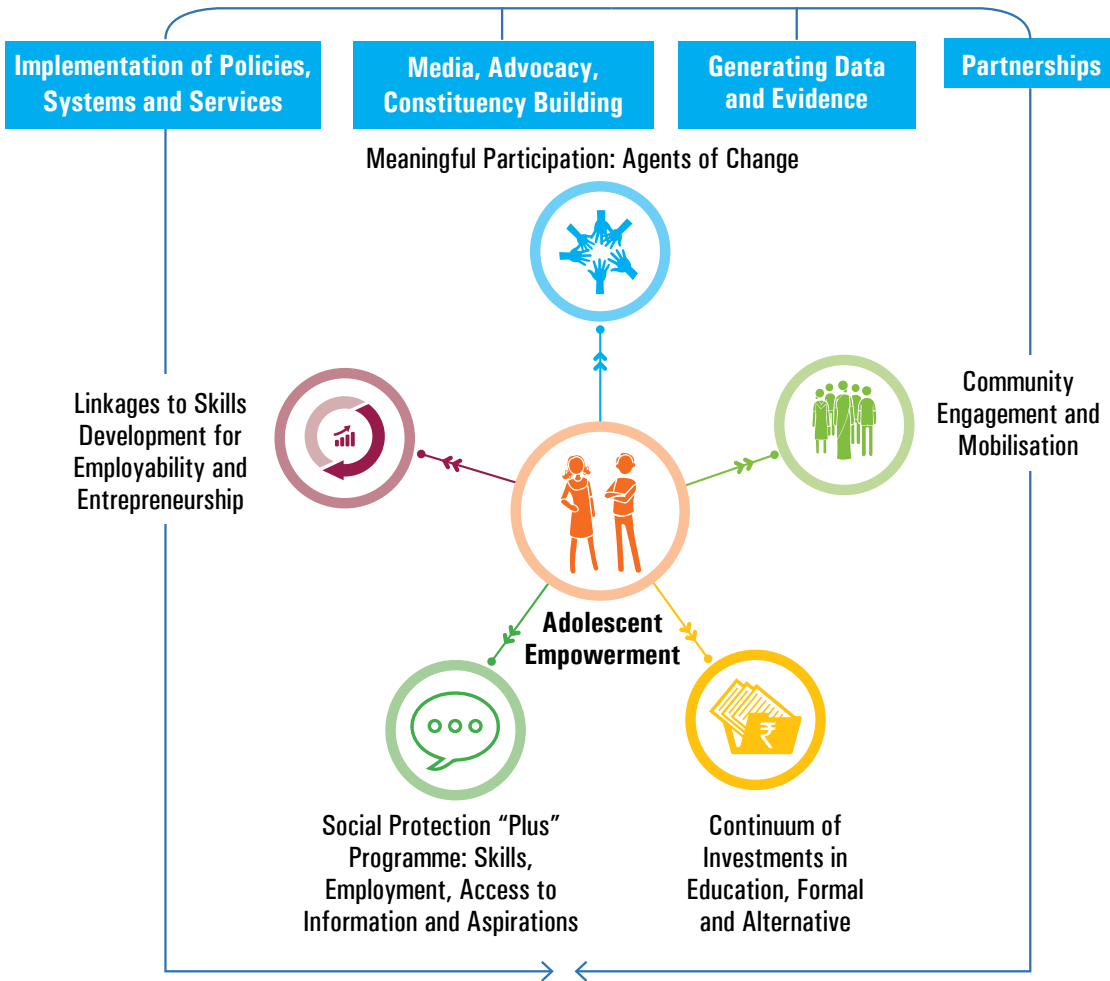 Implementation of Policies,
Systems and Services
Media, Advocacy,
Constituency Building
Generating Data
and Evidence
Partnerships
Meaningful Participation: Agents of Change
Linkages to Skills
Development for
Employability and
Entrepreneurship
Community
Engagement and
Mobilisation
Adolescent
Empowerment
₹
Social Protection “Plus”
Programme: Skills,
Employment, Access to
Information and Aspirations
Continuum of
Investments in
Education, Formal
and Alternative